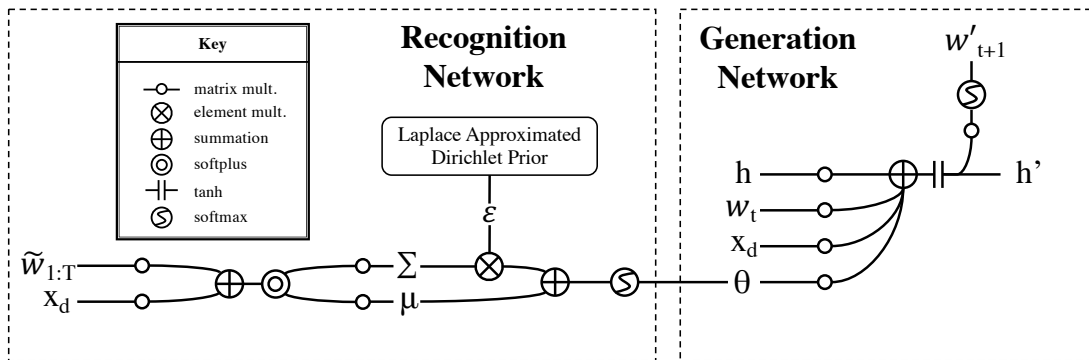 Key
matrix mult.
element mult.
summation
softplus
tanh
softmax
Recognition
Network
Laplace Approximated
Dirichlet Prior
ε
w̃1:T
xd
Σ
μ
Generation
Network
w't+1
h
h'
wt
xd
θ